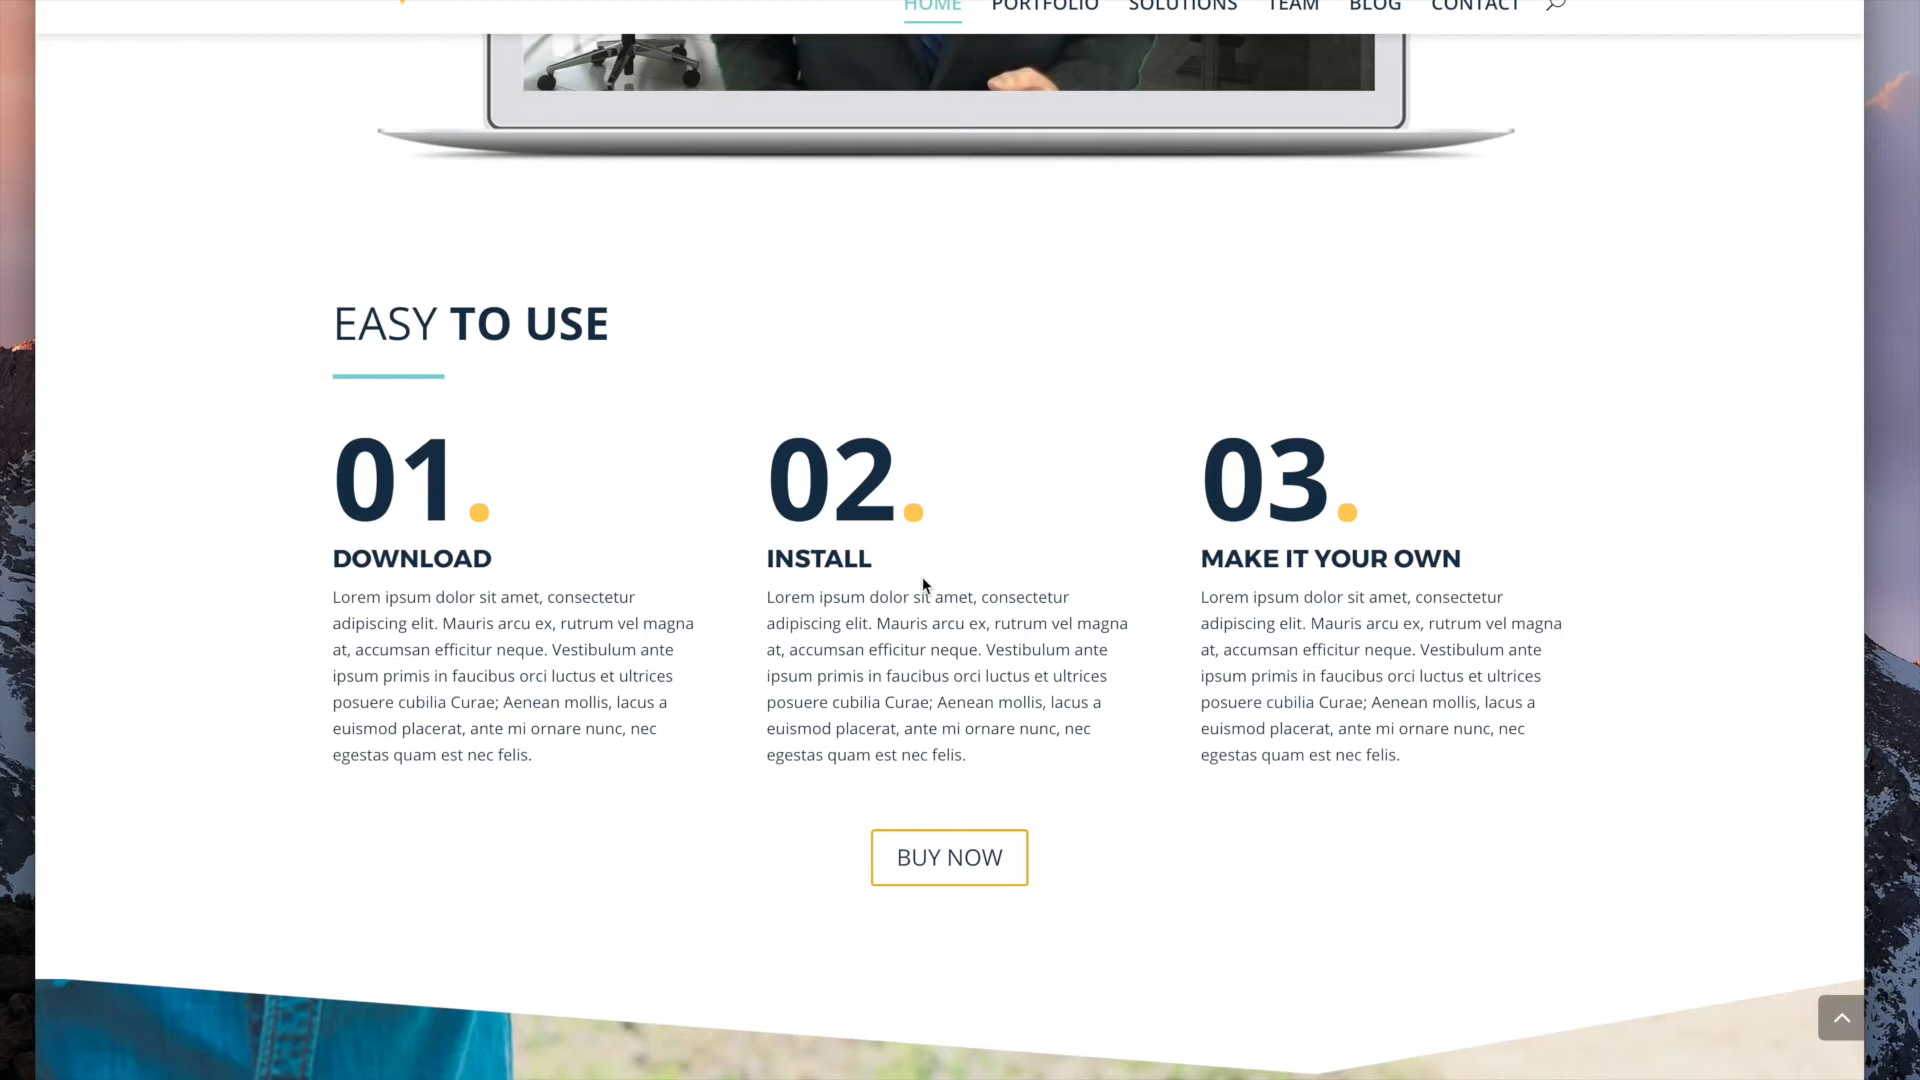 HOME PORTFOLIO SOLUTIONS TEAM BLOG CONTACT
EASY TO USE
01.
DOWNLOAD
Lorem ipsum dolor sit amet, consectetur
adipiscing elit. Mauris arcu ex, rutrum vel magna
at, accumsan efficitur neque. Vestibulum ante
ipsum primis in faucibus orci luctus et ultrices
posuere cubilia Curae; Aenean mollis, lacus a
euismod placerat, ante mi ornare nunc, nec
egestas quam est nec felis.
02.
INSTALL
Lorem ipsum dolor sit amet, consectetur
adipiscing elit. Mauris arcu ex, rutrum vel magna
at, accumsan efficitur neque. Vestibulum ante
ipsum primis in faucibus orci luctus et ultrices
posuere cubilia Curae; Aenean mollis, lacus a
euismod placerat, ante mi ornare nunc, nec
egestas quam est nec felis.
03.
MAKE IT YOUR OWN
Lorem ipsum dolor sit amet, consectetur
adipiscing elit. Mauris arcu ex, rutrum vel magna
at, accumsan efficitur neque. Vestibulum ante
ipsum primis in faucibus orci luctus et ultrices
posuere cubilia Curae; Aenean mollis, lacus a
euismod placerat, ante mi ornare nunc, nec
egestas quam est nec felis.
BUY NOW